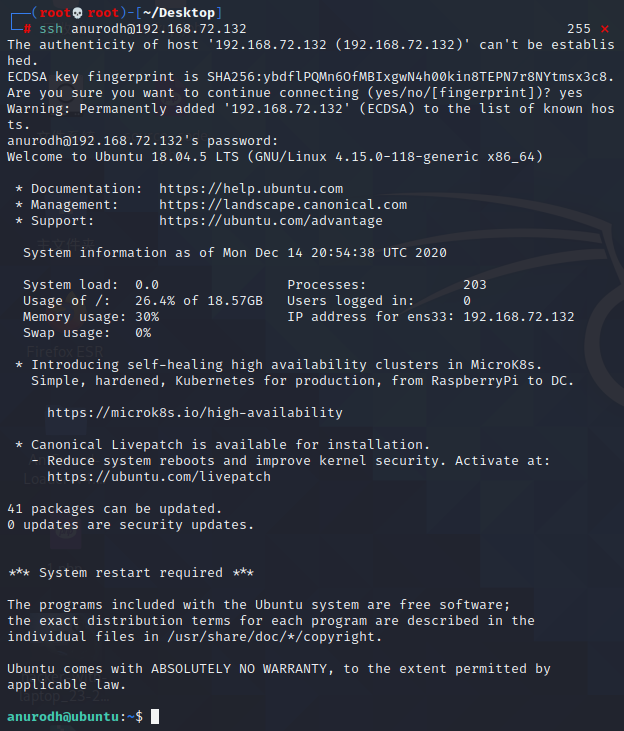 ┌──(root💀root)-[~/Desktop]
└─# ssh anurodh@192.168.72.132 255 ⨯
The authenticity of host '192.168.72.132 (192.168.72.132)' can't be establis
hed.
ECDSA key fingerprint is SHA256:ybdflPQMn6OfMBIxgwN4h00kin8TEPN7r8NYtmsx3c8.
Are you sure you want to continue connecting (yes/no/[fingerprint])? yes
Warning: Permanently added '192.168.72.132' (ECDSA) to the list of known hos
ts.
anurodh@192.168.72.132's password:
Welcome to Ubuntu 18.04.5 LTS (GNU/Linux 4.15.0-118-generic x86_64)

 * Documentation:  https://help.ubuntu.com
 * Management:     https://landscape.canonical.com
 * Support:        https://ubuntu.com/advantage

  System information as of Mon Dec 14 20:54:38 UTC 2020

  System load:  0.0                Processes:            203
  Usage of /:   26.4% of 18.57GB   Users logged in:      0
  Memory usage: 30%                IP address for ens33: 192.168.72.132
  Swap usage:   0%

 * Introducing self-healing high availability clusters in MicroK8s.
   Simple, hardened, Kubernetes for production, from RaspberryPi to DC.

     https://microk8s.io/high-availability

 * Canonical Livepatch is available for installation.
   - Reduce system reboots and improve kernel security. Activate at:
     https://ubuntu.com/livepatch

41 packages can be updated.
0 updates are security updates.

*** System restart required ***

The programs included with the Ubuntu system are free software;
the exact distribution terms for each program are described in the
individual files in /usr/share/doc/*/copyright.

Ubuntu comes with ABSOLUTELY NO WARRANTY, to the extent permitted by
applicable law.

anurodh@ubuntu:~$
Firefox ESR